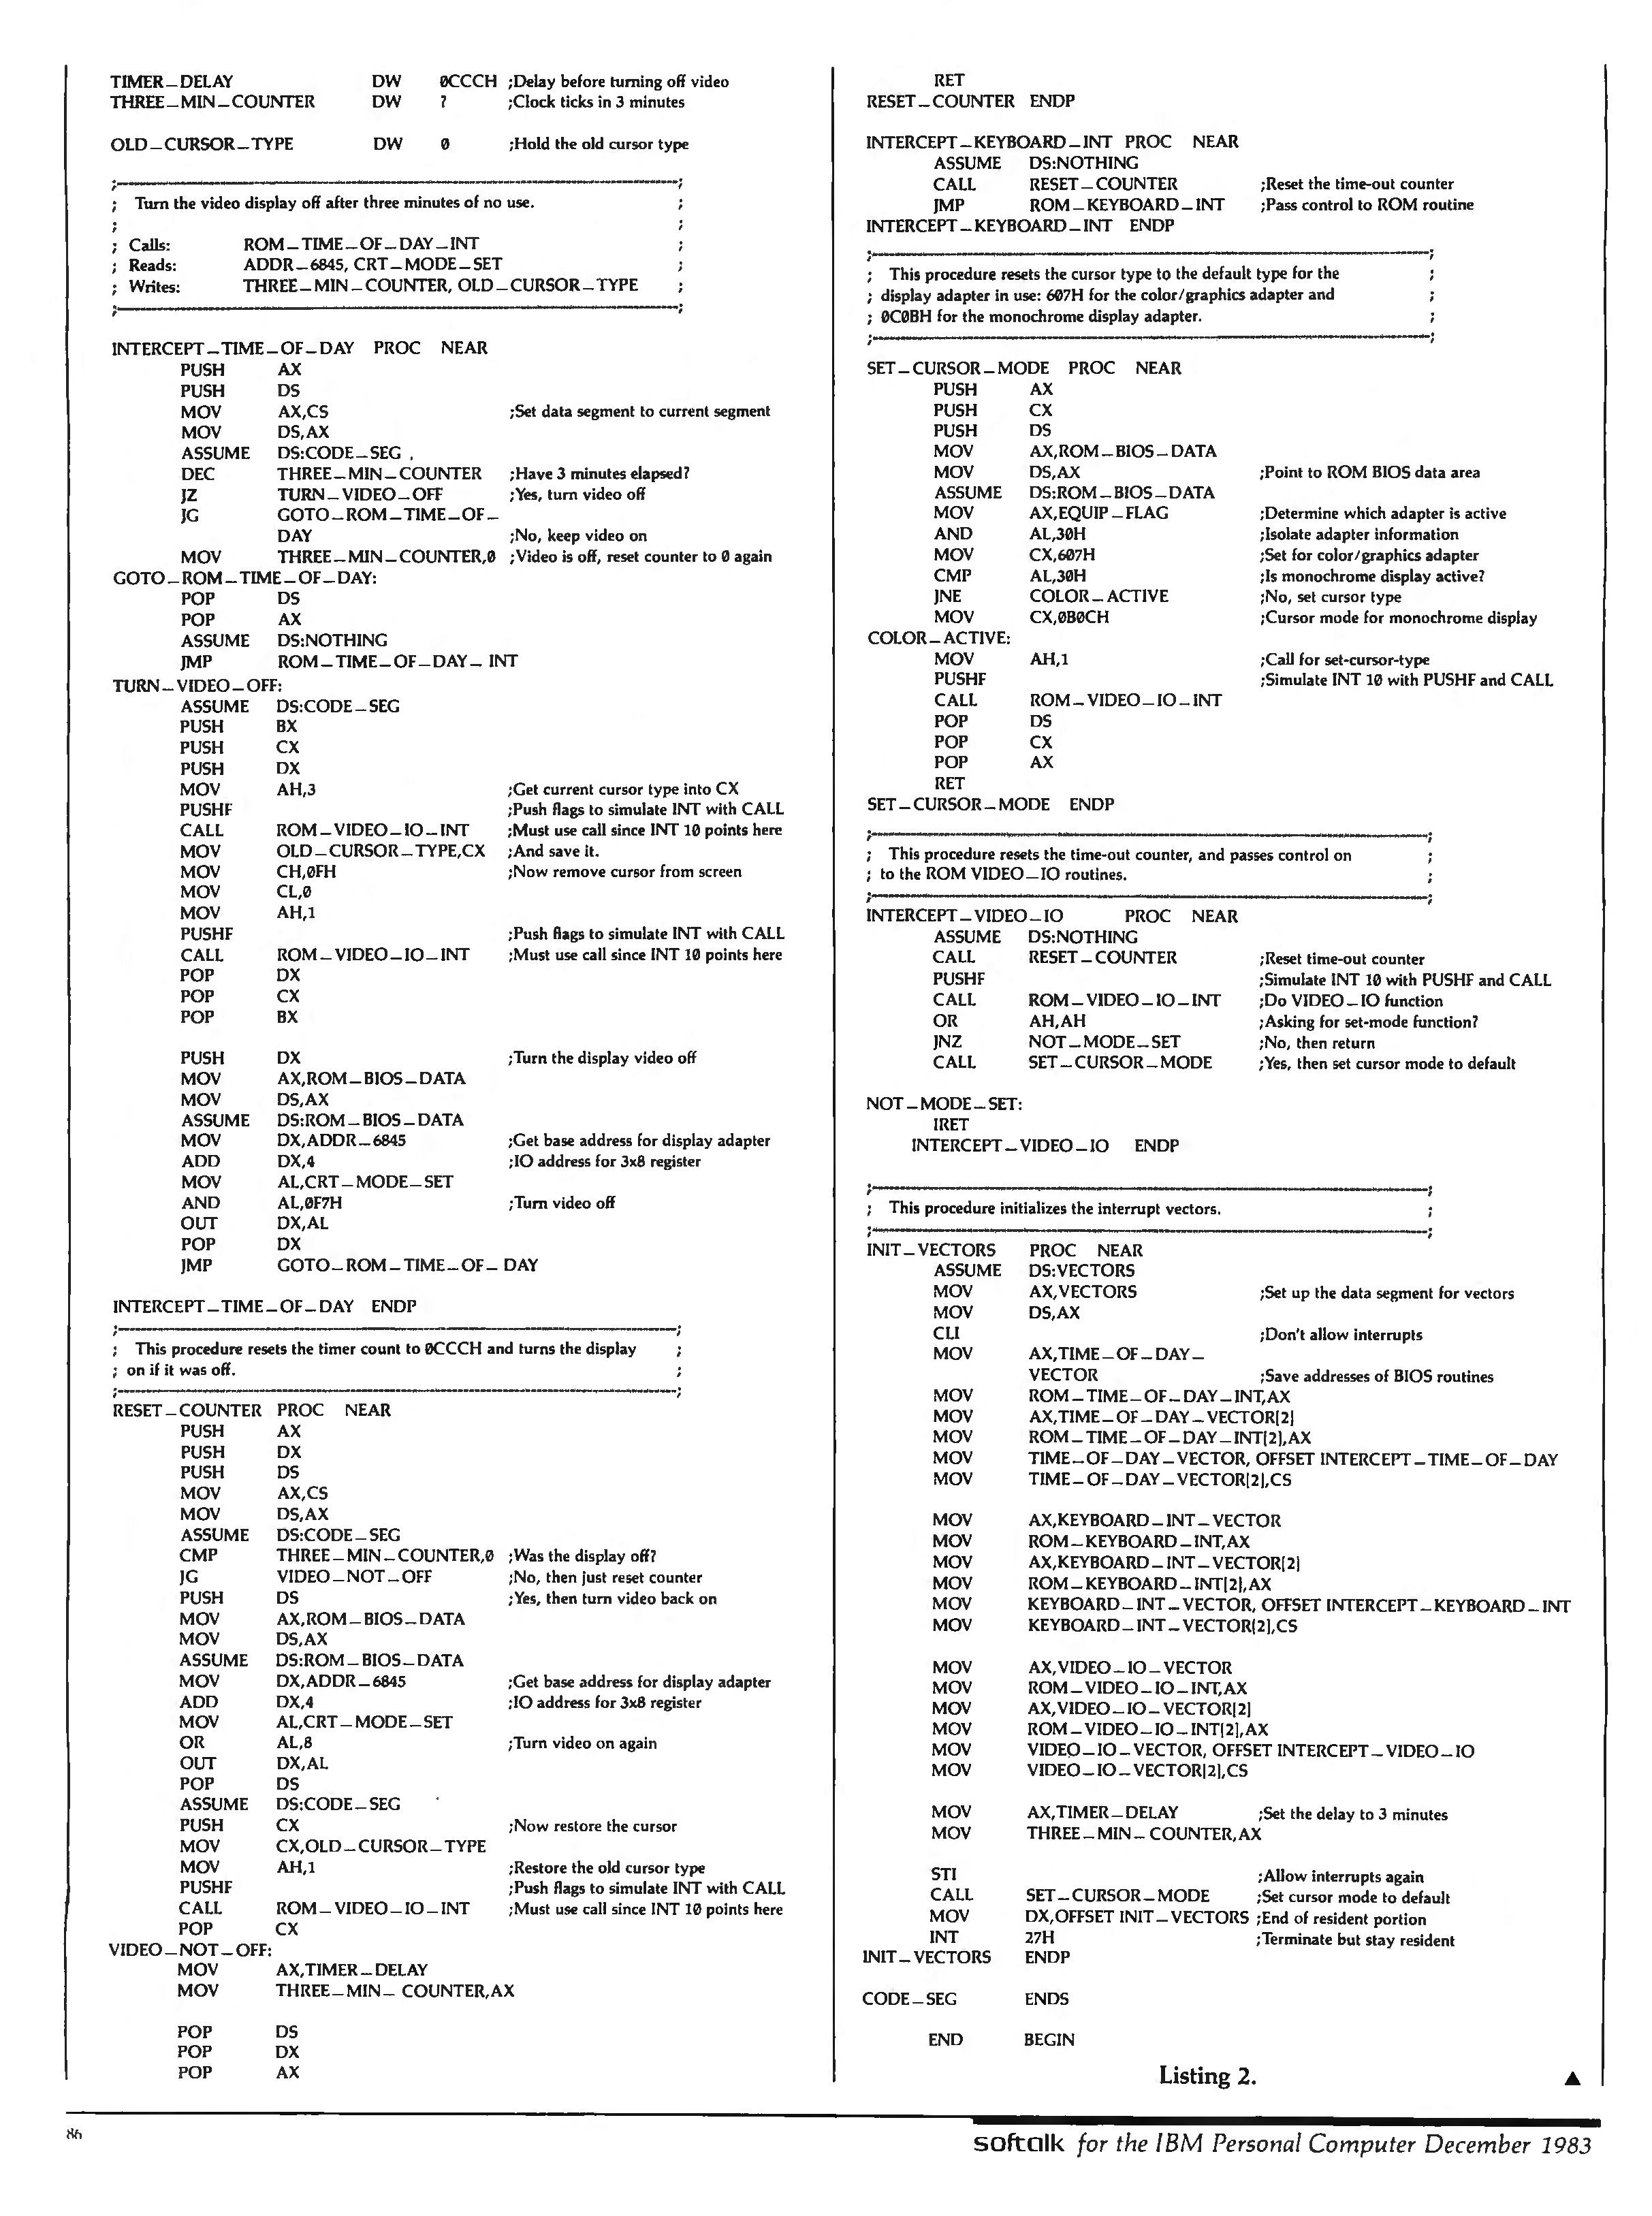 TIMER_DELAY DW 0CCCH ;Delay before turning off video
THREE_MIN_COUNTER DW ? ;Clock ticks in 3 minutes
OLD_CURSOR_TYPE DW 0 ;Hold the old cursor type
;---------------------------------------------------------------;
; Turn the video display off after three minutes of no use. ;
; ;
; Calls: ROM_TIME_OF_DAY_INT ;
; Reads: ADDR_6845, CRT_MODE_SET ;
; Writes: THREE_MIN_COUNTER, OLD_CURSOR_TYPE ;
;---------------------------------------------------------------;
INTERCEPT_TIME_OF_DAY PROC NEAR
PUSH AX
PUSH DS
MOV AX,CS ;Set data segment to current segment
MOV DS,AX
ASSUME DS:CODE_SEG .
DEC THREE_MIN_COUNTER ;Have 3 minutes elapsed?
JZ TURN_VIDEO_OFF ;Yes, turn video off
JG GOTO_ROM_TIME_OF_
DAY ;No, keep video on
MOV THREE_MIN_COUNTER,0 ;Video is off, reset counter to 0 again
GOTO_ROM_TIME_OF_DAY:
POP DS
POP AX
ASSUME DS:NOTHING
JMP ROM_TIME_OF_DAY_INT
TURN_VIDEO_OFF:
ASSUME DS:CODE_SEG
PUSH BX
PUSH CX
PUSH DX
MOV AH,3 ;Get current cursor type into CX
PUSHF ;Push flags to simulate INT with CALL
CALL ROM_VIDEO_IO_INT ;Must use call since INT 10 points here
MOV OLD_CURSOR_TYPE,CX ;And save it.
MOV CH,0FH ;Now remove cursor from screen
MOV CL,0
MOV AH,1
PUSHF ;Push flags to simulate INT with CALL
CALL ROM_VIDEO_IO_INT ;Must use call since INT 10 points here
POP DX
POP CX
POP BX
PUSH DX ;Turn the display video off
MOV AX,ROM_BIOS_DATA
MOV DS,AX
ASSUME DS:ROM_BIOS_DATA
MOV DX,ADDR_6845 ;Get base address for display adapter
ADD DX,4 ;IO address for 3x8 register
MOV AL,CRT_MODE_SET
AND AL,0F7H ;Turn video off
OUT DX,AL
POP DX
JMP GOTO_ROM_TIME_OF_DAY
INTERCEPT_TIME_OF_DAY ENDP
;---------------------------------------------------------------;
; This procedure resets the timer count to 0CCCH and turns the display ;
; on if it was off. ;
;---------------------------------------------------------------;
RESET_COUNTER PROC NEAR
PUSH AX
PUSH DX
PUSH DS
MOV AX,CS
MOV DS,AX
ASSUME DS:CODE_SEG
CMP THREE_MIN_COUNTER,0 ;Was the display off?
JG VIDEO_NOT_OFF ;No, then just reset counter
PUSH DS ;Yes, then turn video back on
MOV AX,ROM_BIOS_DATA
MOV DS,AX
ASSUME DS:ROM_BIOS_DATA
MOV DX,ADDR_6845 ;Get base address for display adapter
ADD DX,4 ;IO address for 3x8 register
MOV AL,CRT_MODE_SET
OR AL,8 ;Turn video on again
OUT DX,AL
POP DS
ASSUME DS:CODE_SEG
PUSH CX ;Now restore the cursor
MOV CX,OLD_CURSOR_TYPE
MOV AH,1 ;Restore the old cursor type
PUSHF ;Push flags to simulate INT with CALL
CALL ROM_VIDEO_IO_INT ;Must use call since INT 10 points here
POP CX
VIDEO_NOT_OFF:
MOV AX,TIMER_DELAY
MOV THREE_MIN_COUNTER,AX
POP DS
POP DX
POP AX
RET
RESET_COUNTER ENDP
INTERCEPT_KEYBOARD_INT PROC NEAR
ASSUME DS:NOTHING
CALL RESET_COUNTER ;Reset the time-out counter
JMP ROM_KEYBOARD_INT ;Pass control to ROM routine
INTERCEPT_KEYBOARD_INT ENDP
;---------------------------------------------------------------;
; This procedure resets the cursor type to the default type for the ;
; display adapter in use: 607H for the color/graphics adapter and ;
; 0C0BH for the monochrome display adapter. ;
;---------------------------------------------------------------;
SET_CURSOR_MODE PROC NEAR
PUSH AX
PUSH CX
PUSH DS
MOV AX,ROM_BIOS_DATA
MOV DS,AX ;Point to ROM BIOS data area
ASSUME DS:ROM_BIOS_DATA
MOV AX,EQUIP_FLAG ;Determine which adapter is active
AND AL,30H ;Isolate adapter information
MOV CX,607H ;Set for color/graphics adapter
CMP AL,30H ;Is monochrome display active?
JNE COLOR_ACTIVE ;No, set cursor type
MOV CX,0B0CH ;Cursor mode for monochrome display
COLOR_ACTIVE:
MOV AH,1 ;Call for set-cursor-type
PUSHF ;Simulate INT 10 with PUSHF and CALL
CALL ROM_VIDEO_IO_INT
POP DS
POP CX
POP AX
RET
SET_CURSOR_MODE ENDP
;---------------------------------------------------------------;
; This procedure resets the time-out counter, and passes control on ;
; to the ROM VIDEO_IO routines. ;
;---------------------------------------------------------------;
INTERCEPT_VIDEO_IO PROC NEAR
ASSUME DS:NOTHING
CALL RESET_COUNTER ;Reset time-out counter
PUSHF ;Simulate INT 10 with PUSHF and CALL
CALL ROM_VIDEO_IO_INT ;Do VIDEO_IO function
OR AH,AH ;Asking for set-mode function?
JNZ NOT_MODE_SET ;No, then return
CALL SET_CURSOR_MODE ;Yes, then set cursor mode to default
NOT_MODE_SET:
IRET
INTERCEPT_VIDEO_IO ENDP
;---------------------------------------------------------------;
; This procedure initializes the interrupt vectors. ;
;---------------------------------------------------------------;
INIT_VECTORS PROC NEAR
ASSUME DS:VECTORS
MOV AX,VECTORS ;Set up the data segment for vectors
MOV DS,AX
CLI ;Don't allow interrupts
MOV AX,TIME_OF_DAY_
VECTOR ;Save addresses of BIOS routines
MOV ROM_TIME_OF_DAY_INT,AX
MOV AX,TIME_OF_DAY_VECTOR[2]
MOV ROM_TIME_OF_DAY_INT[2],AX
MOV TIME_OF_DAY_VECTOR, OFFSET INTERCEPT_TIME_OF_DAY
MOV TIME_OF_DAY_VECTOR[2],CS
MOV AX,KEYBOARD_INT_VECTOR
MOV ROM_KEYBOARD_INT,AX
MOV AX,KEYBOARD_INT_VECTOR[2]
MOV ROM_KEYBOARD_INT[2],AX
MOV KEYBOARD_INT_VECTOR, OFFSET INTERCEPT_KEYBOARD_INT
MOV KEYBOARD_INT_VECTOR[2],CS
MOV AX,VIDEO_IO_VECTOR
MOV ROM_VIDEO_IO_INT,AX
MOV AX,VIDEO_IO_VECTOR[2]
MOV ROM_VIDEO_IO_INT[2],AX
MOV VIDEO_IO_VECTOR, OFFSET INTERCEPT_VIDEO_IO
MOV VIDEO_IO_VECTOR[2],CS
MOV AX,TIMER_DELAY ;Set the delay to 3 minutes
MOV THREE_MIN_COUNTER,AX
STI ;Allow interrupts again
CALL SET_CURSOR_MODE ;Set cursor mode to default
MOV DX,OFFSET INIT_VECTORS ;End of resident portion
INT 27H ;Terminate but stay resident
INIT_VECTORS ENDP
CODE_SEG ENDS
END BEGIN
Listing 2. ▲
86
softalk for the IBM Personal Computer December 1983